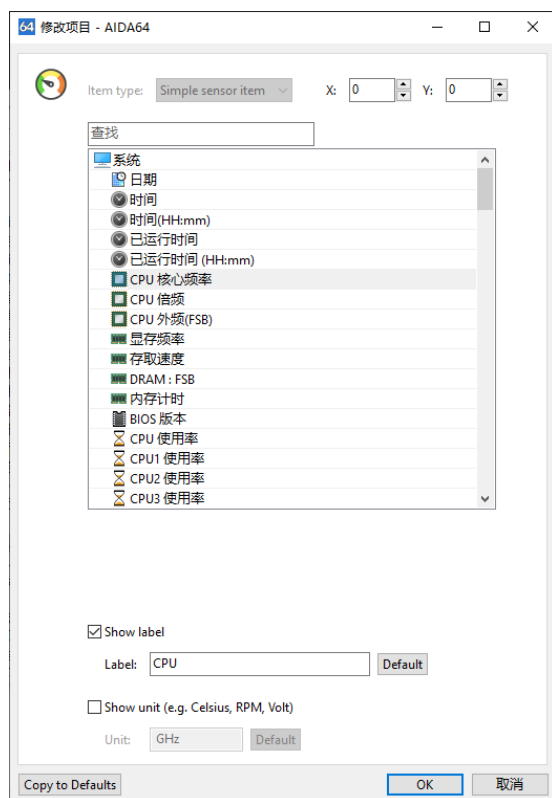 64 修改项目 - AIDA64
Item type: Simple sensor item X: 0 Y: 0
查找
系统
日期
时间
时间(HH:mm)
已运行时间
已运行时间 (HH:mm)
CPU 核心频率
CPU 倍频
CPU 外频(FSB)
显存频率
存取速度
DRAM : FSB
内存计时
BIOS 版本
CPU 使用率
CPU1 使用率
CPU2 使用率
CPU3 使用率
Show label
Label: CPU Default
Show unit (e.g. Celsius, RPM, Volt)
Unit: GHz Default
Copy to Defaults OK 取消